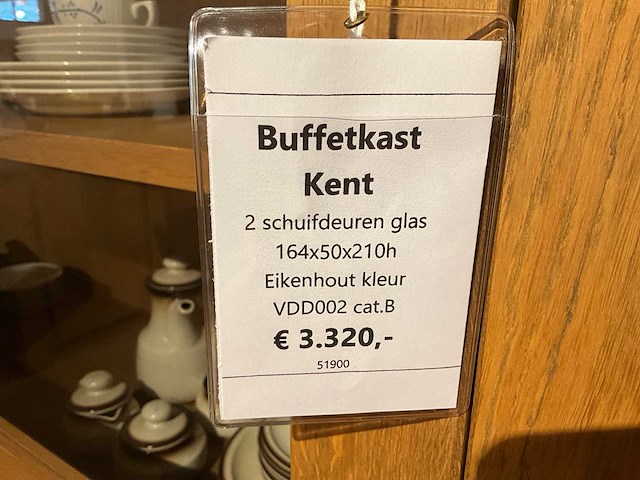 Buffetkast
Kent
2 schuifdeuren glas
164x50x210h
Eikenhout kleur
VDD002 cat.B
€ 3.320,-
51900